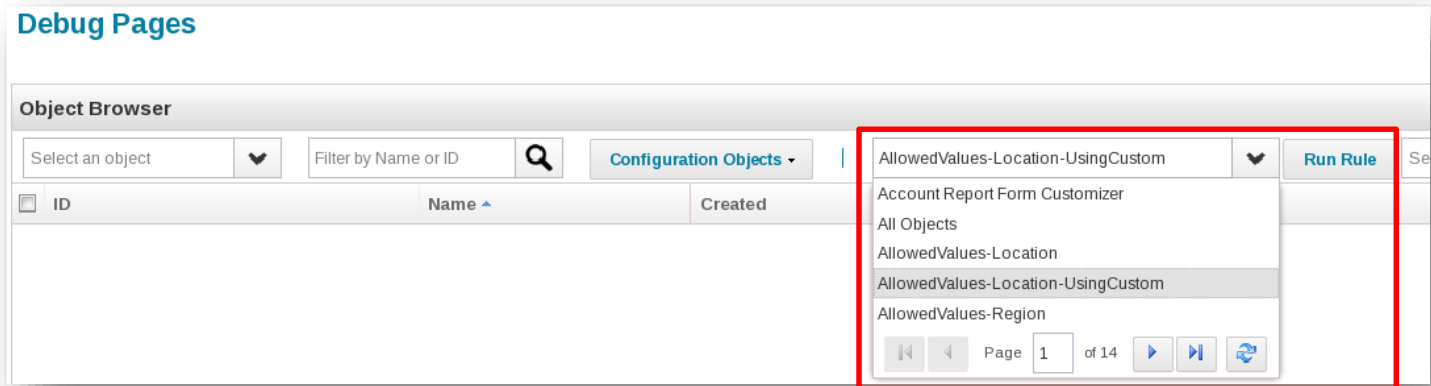 Debug Pages
Object Browser
Select an object Filter by Name or ID Configuration Objects | AllowedValues-Location-UsingCustom Run Rule Se
ID Name Created
Account Report Form Customizer
All Objects
AllowedValues-Location
AllowedValues-Location-UsingCustom
AllowedValues-Region
Page 1 of 14